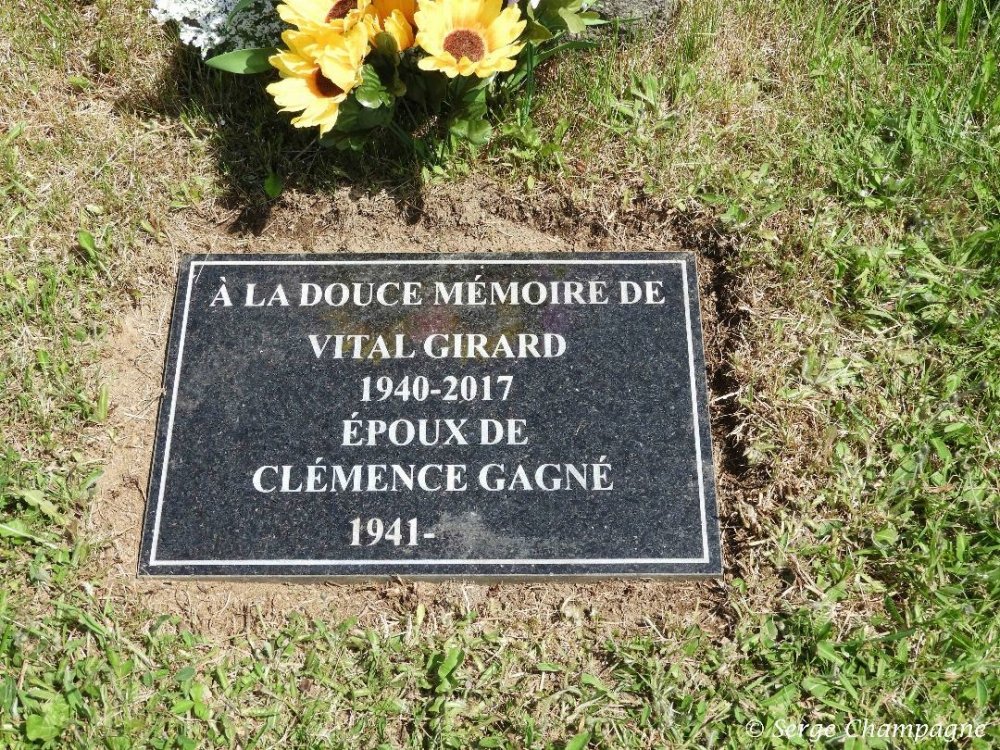 À LA DOUCE MÉMOIRE DE
VITAL GIRARD
1940-2017
ÉPOUX DE
CLÉMENCE GAGNÉ
1941-
© Serge Champagne